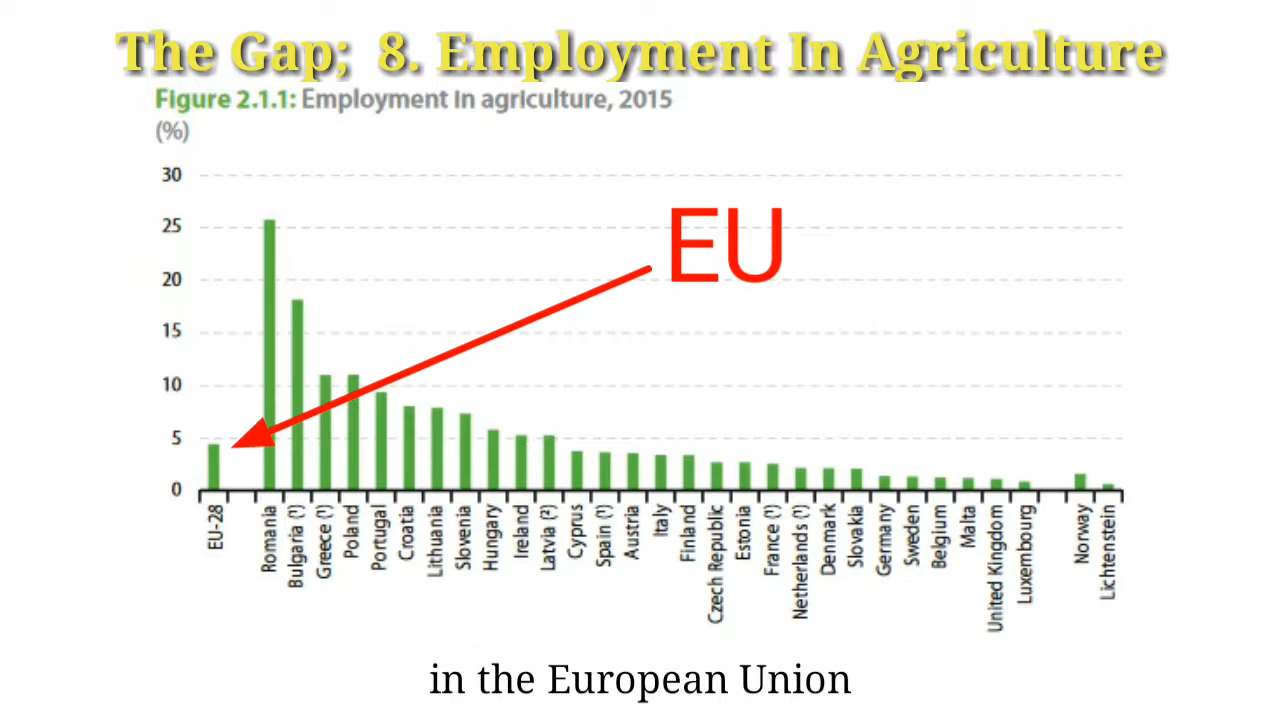 The Gap;  8. Employment In Agriculture
Figure 2.1.1: Employment in agriculture, 2015
(%)
30
25
20
15
10
5
0
EU
EU-28
Romania
Bulgaria (¹)
Greece (¹)
Poland
Portugal
Croatia
Lithuania
Slovenia
Hungary
Ireland
Latvia (²)
Cyprus
Spain (¹)
Austria
Italy
Finland
Czech Republic
Estonia
France (¹)
Netherlands (¹)
Denmark
Slovakia
Germany
Sweden
Belgium
Malta
United Kingdom
Luxembourg
Norway
Lichtenstein
in the European Union